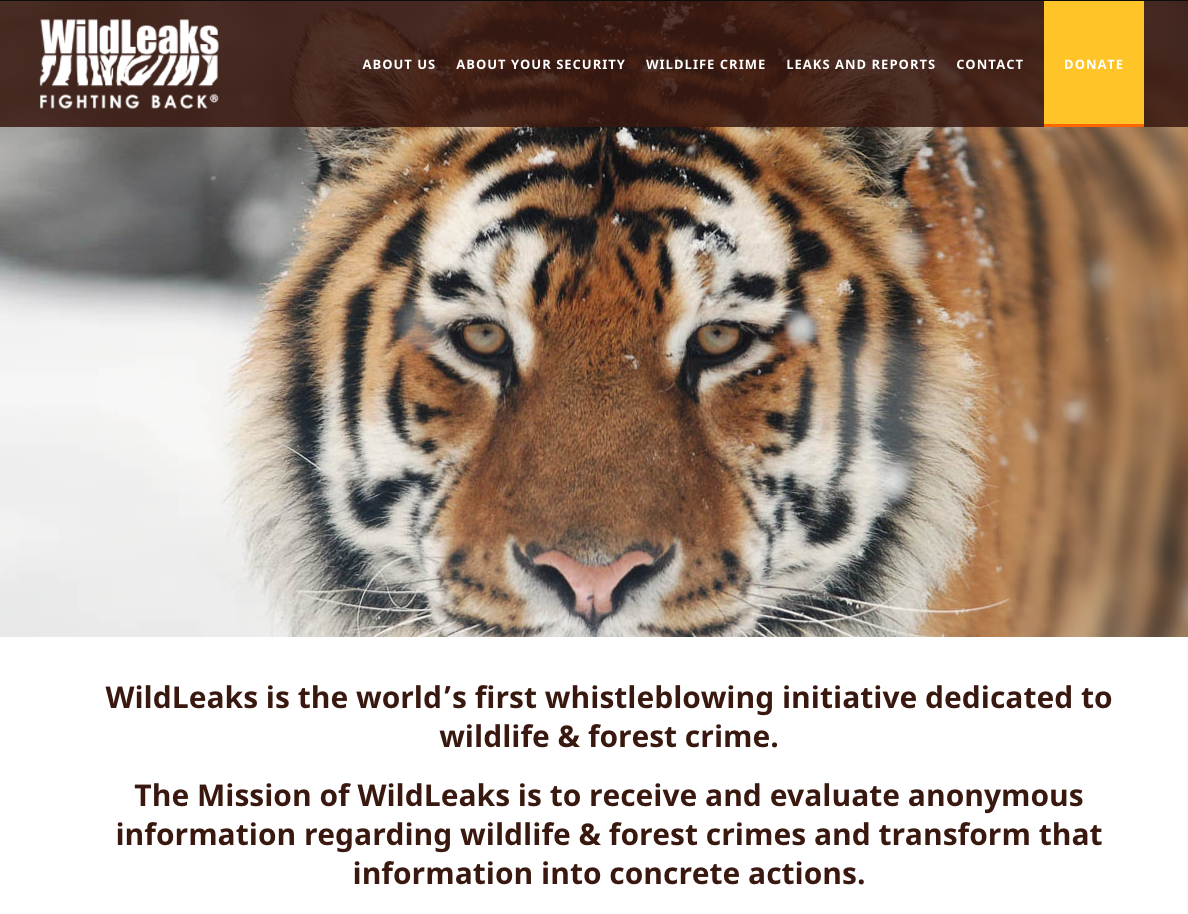 WildLeaks
FIGHTING BACK®
ABOUT US
ABOUT YOUR SECURITY
WILDLIFE CRIME
LEAKS AND REPORTS
CONTACT
DONATE
WildLeaks is the world’s first whistleblowing initiative dedicated to
wildlife & forest crime.
The Mission of WildLeaks is to receive and evaluate anonymous
information regarding wildlife & forest crimes and transform that
information into concrete actions.